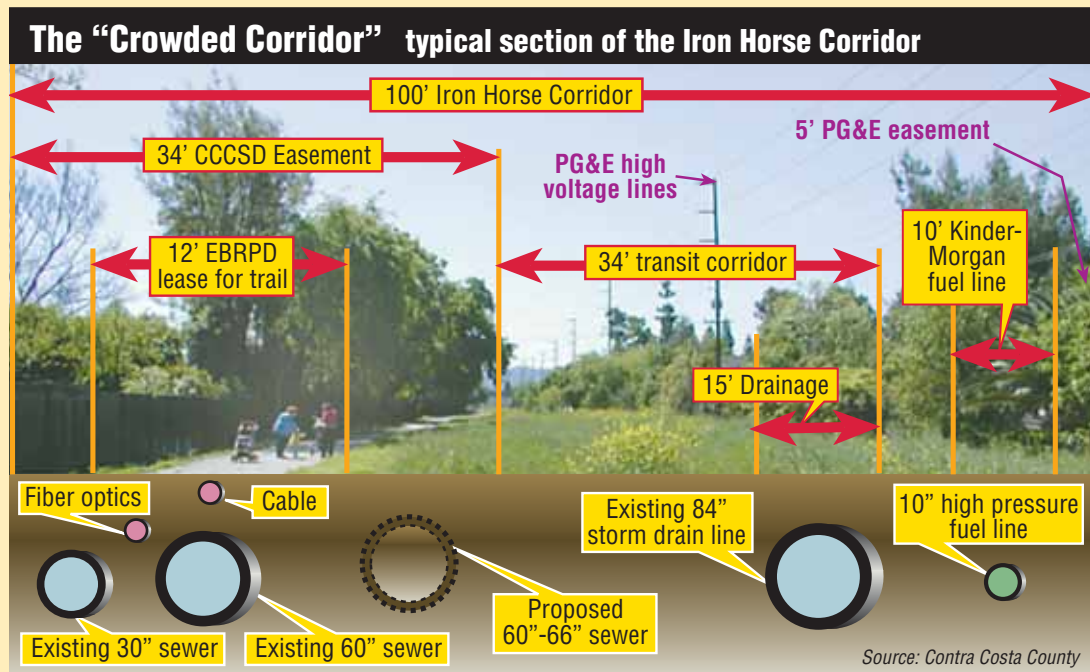 The “Crowded Corridor” typical section of the Iron Horse Corridor
100’ Iron Horse Corridor
5’ PG&E easement
34’ CCCSD Easement
PG&E high
voltage lines
12’ EBRPD
lease for trail
34’ transit corridor
10’ Kinder-
Morgan
fuel line
15’ Drainage
Fiber optics
Cable
Existing 84”
storm drain line
10” high pressure
fuel line
Existing 30” sewer
Existing 60” sewer
Proposed
60”-66” sewer
Source: Contra Costa County